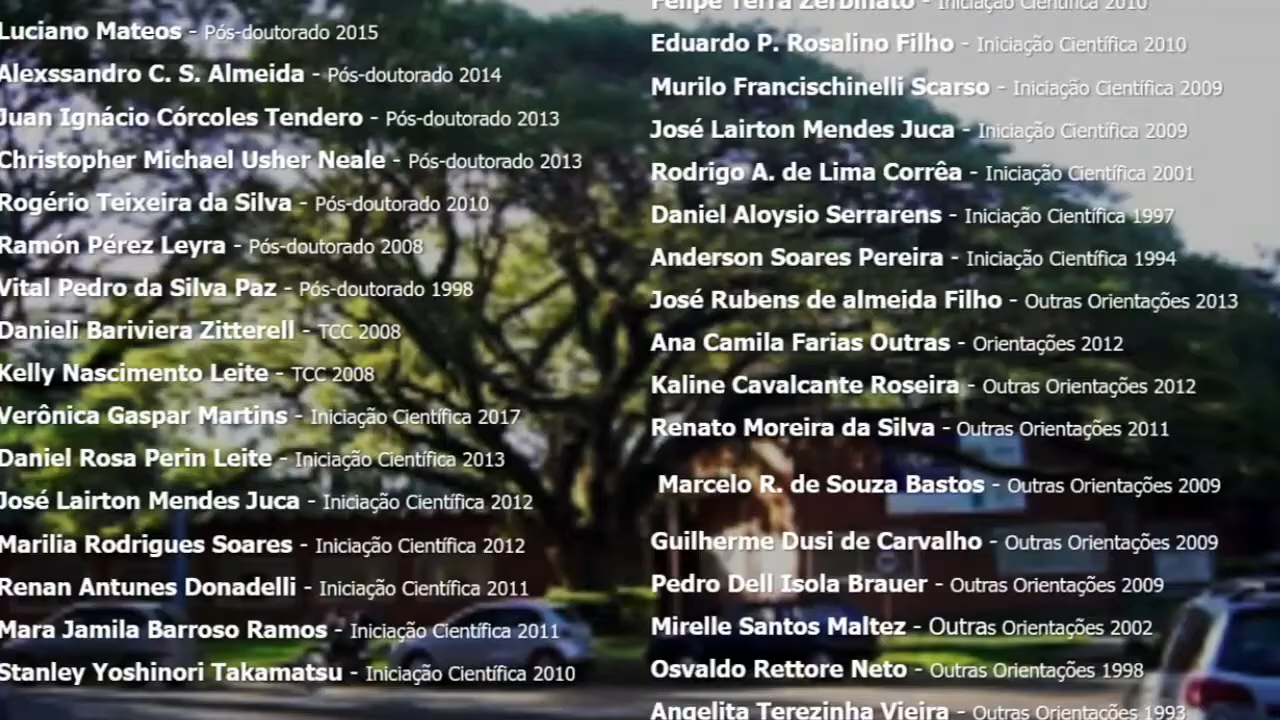 Luciano Mateos - Pós-doutorado 2015
Alexssandro C. S. Almeida - Pós-doutorado 2014
Juan Ignácio Córcoles Tendero - Pós-doutorado 2013
Christopher Michael Usher Neale - Pós-doutorado 2013
Rogério Teixeira da Silva - Pós-doutorado 2010
Ramón Pérez Leyra - Pós-doutorado 2008
Vital Pedro da Silva Paz - Pós-doutorado 1998
Danieli Bariviera Zitterell - TCC 2008
Kelly Nascimento Leite - TCC 2008
Verônica Gaspar Martins - Iniciação Científica 2017
Daniel Rosa Perin Leite - Iniciação Científica 2013
José Lairton Mendes Juca - Iniciação Científica 2012
Marilia Rodrigues Soares - Iniciação Científica 2012
Renan Antunes Donadelli - Iniciação Científica 2011
Mara Jamila Barroso Ramos - Iniciação Científica 2011
Stanley Yoshinori Takamatsu - Iniciação Científica 2010
Felipe Terra Zerbinato - Iniciação Científica 2010
Eduardo P. Rosalino Filho - Iniciação Científica 2010
Murilo Francischinelli Scarso - Iniciação Científica 2009
José Lairton Mendes Juca - Iniciação Científica 2009
Rodrigo A. de Lima Corrêa - Iniciação Científica 2001
Daniel Aloysio Serrarens - Iniciação Científica 1997
Anderson Soares Pereira - Iniciação Científica 1994
José Rubens de almeida Filho - Outras Orientações 2013
Ana Camila Farias Outras - Orientações 2012
Kaline Cavalcante Roseira - Outras Orientações 2012
Renato Moreira da Silva - Outras Orientações 2011
Marcelo R. de Souza Bastos - Outras Orientações 2009
Guilherme Dusi de Carvalho - Outras Orientações 2009
Pedro Dell Isola Brauer - Outras Orientações 2009
Mirelle Santos Maltez - Outras Orientações 2002
Osvaldo Rettore Neto - Outras Orientações 1998
Angelita Terezinha Vieira - Outras Orientações 1993